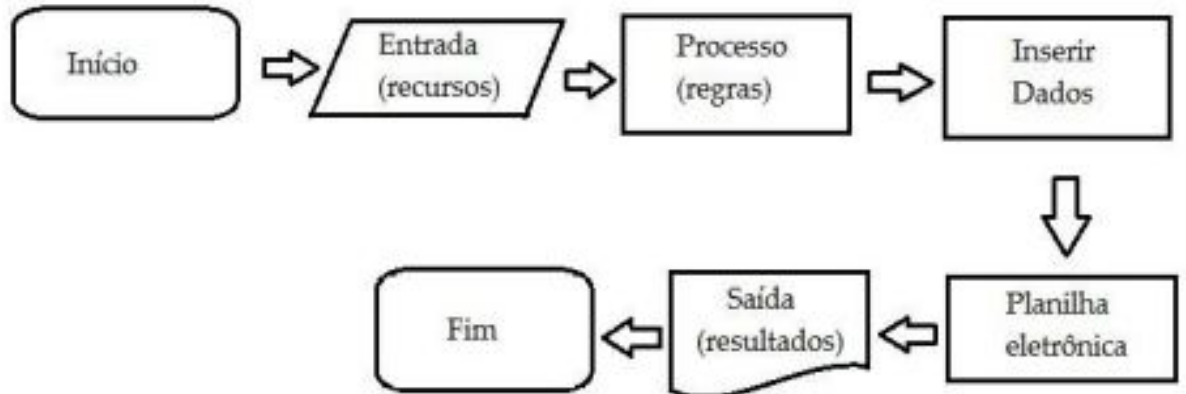 Início
Entrada
(recursos)
Processo
(regras)
Inserir
Dados
Planilha
eletrônica
Saída
(resultados)
Fim